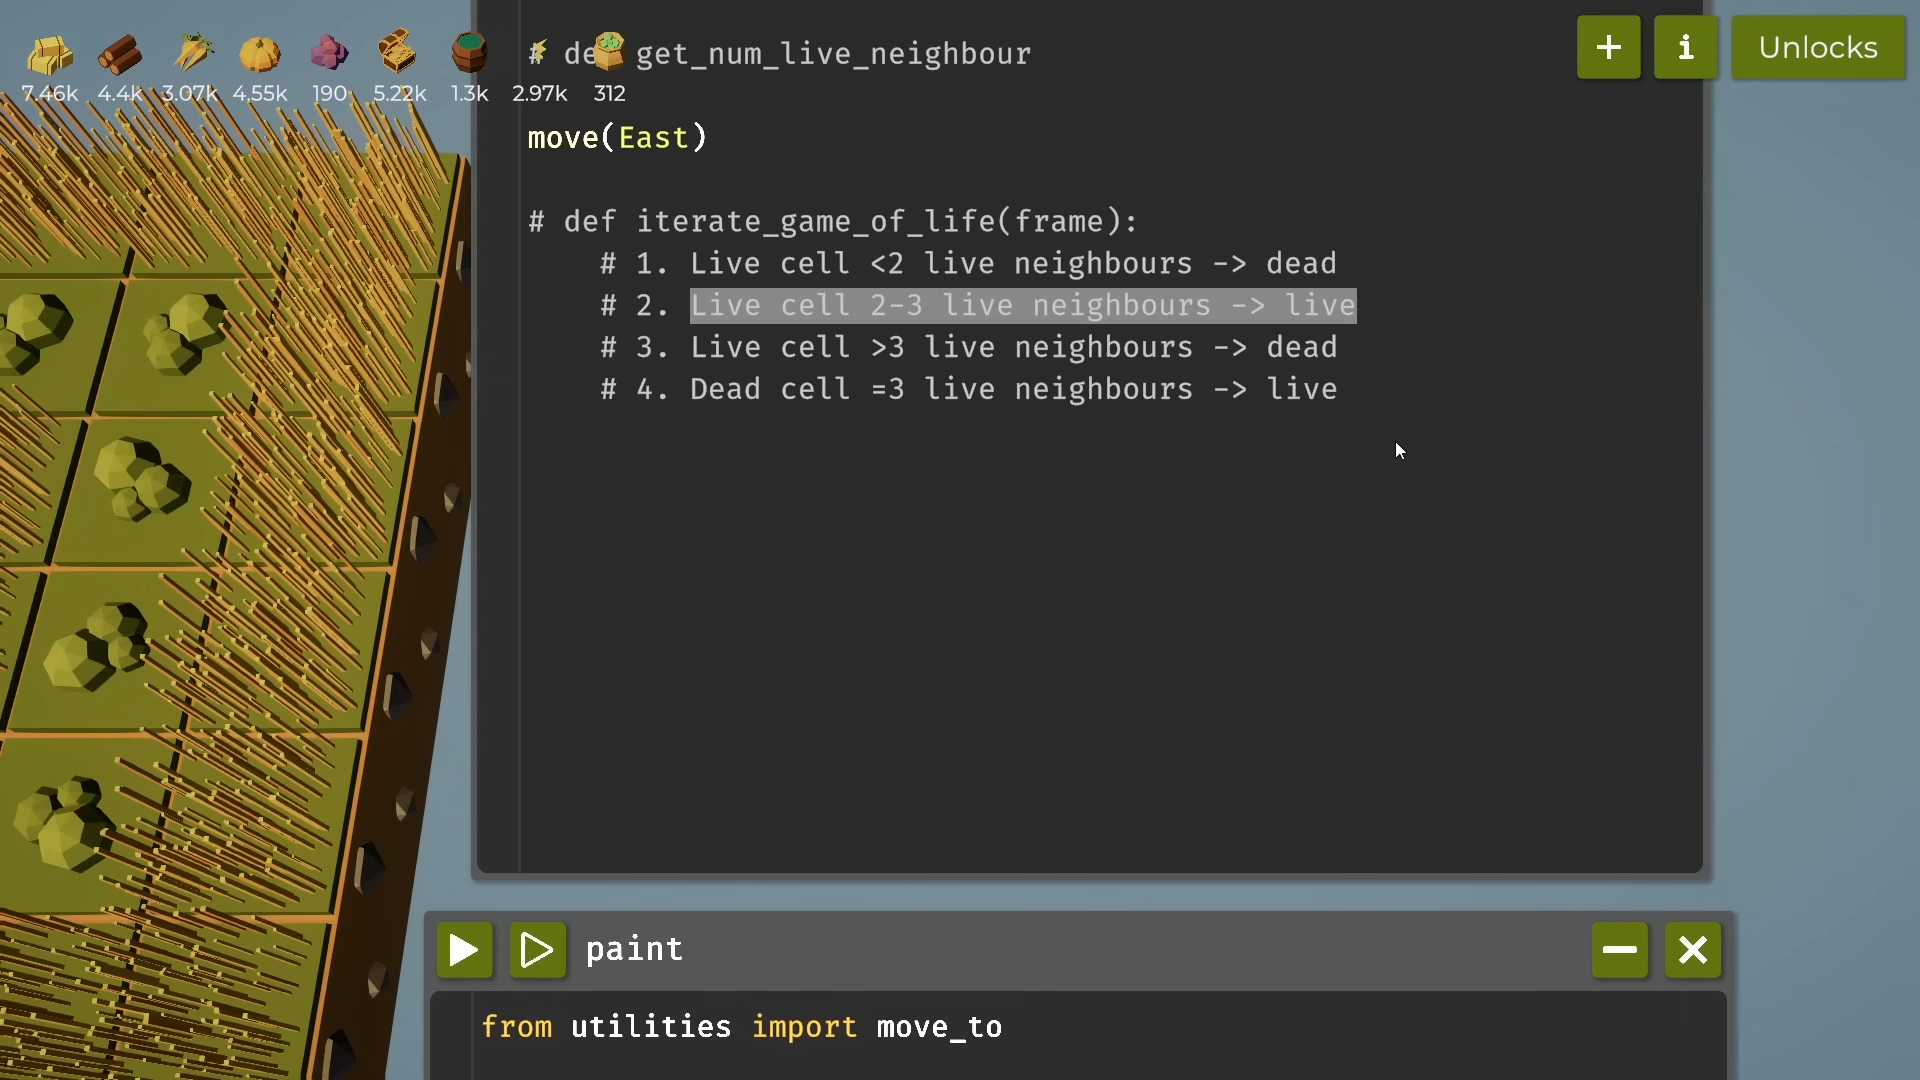 # de get_num_live_neighbour
Unlocks
7.46k 4.4k 3.07k 4.55k 190 5.22k 1.3k 2.97k 312
move(East)
# def iterate_game_of_life(frame):
# 1. Live cell <2 live neighbours -> dead
# 2. Live cell 2-3 live neighbours -> live
# 3. Live cell >3 live neighbours -> dead
# 4. Dead cell =3 live neighbours -> live
paint
from utilities import move_to